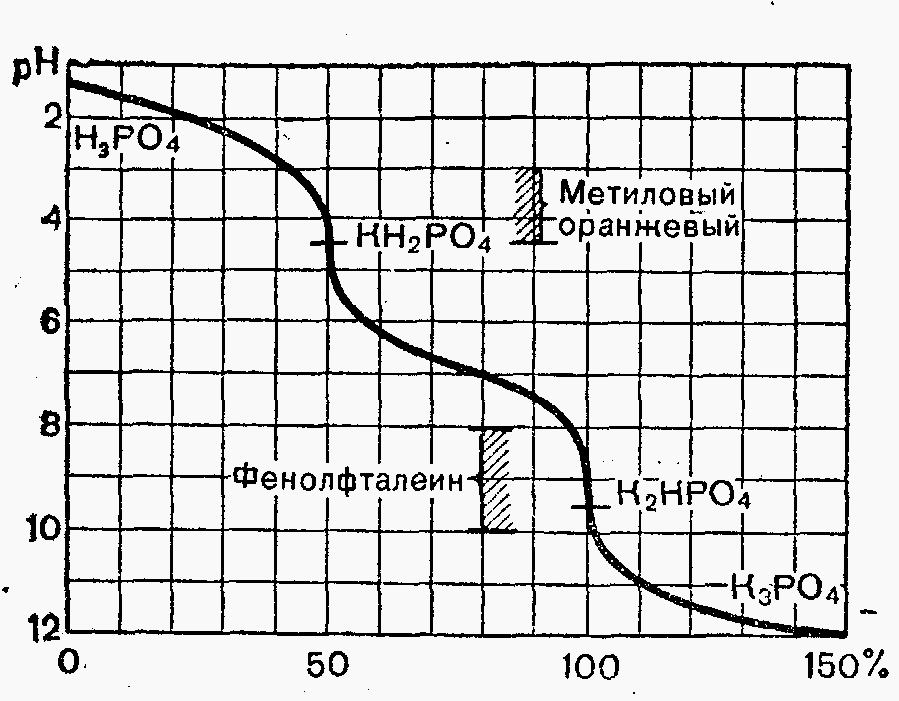 pH
2
H₃PO₄
Метиловый
оранжевый
4
KH₂PO₄
6
8
Фенолфталеин
K₂HPO₄
10
K₃PO₄
12
0
50
100
150%